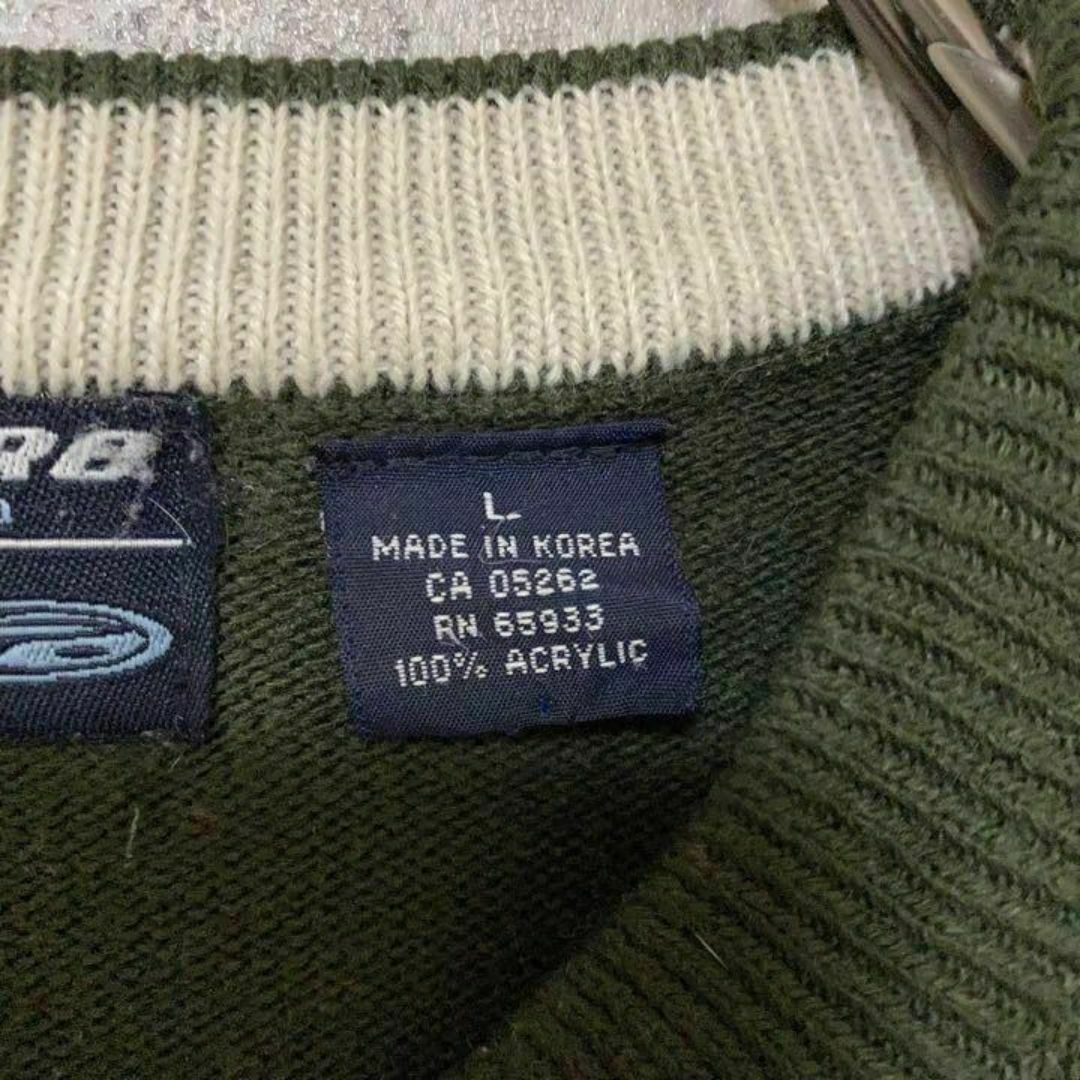 L
MADE IN KOREA
CA 05262
RN 65933
100% ACRYLIC